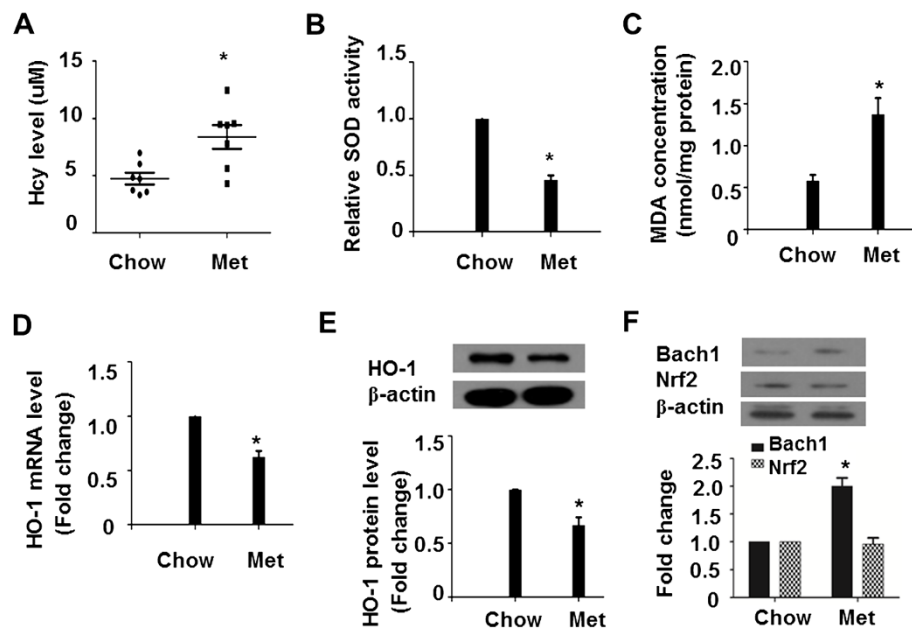 A
Hcy level (uM)
15
10
5
0
*
Chow Met
B
Relative SOD activity
1.5
1.0
0.5
0
*
Chow Met
C
MDA concentration
(nmol/mg protein)
2.0
1.5
1.0
0.5
0.0
*
Chow Met
D
HO-1 mRNA level
(Fold change)
1.5
1.0
0.5
0.0
*
Chow Met
E
HO-1
β-actin
HO-1 protein level
(Fold change)
1.5
1.0
0.5
0.0
*
Chow Met
F
Bach1
Nrf2
β-actin
Bach1
Nrf2
Fold change
2.5
2.0
1.5
1.0
0.5
0
*
Chow Met